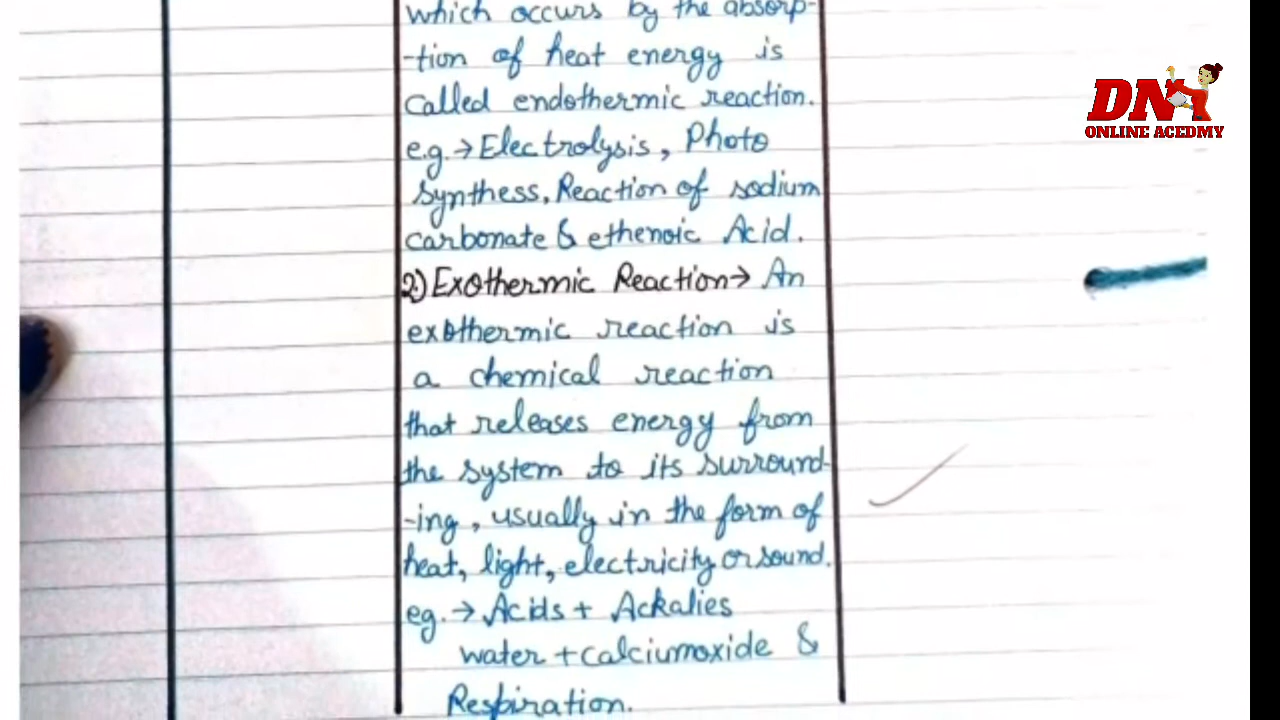 which occurs by the absorp-
-tion of heat energy is
called endothermic reaction.
e.g. → Electrolysis, Photo
synthess, Reaction of sodium
carbonate & ethenoic Acid.
2) Exothermic Reaction → An
exothermic reaction is
a chemical reaction
that releases energy from
the system to its surround-
-ing, usually in the form of
heat, light, electricity or sound.
eg. → Acids + Ackalies
water + calciumoxide &
Respiration.
DNA
ONLINE ACEDMY